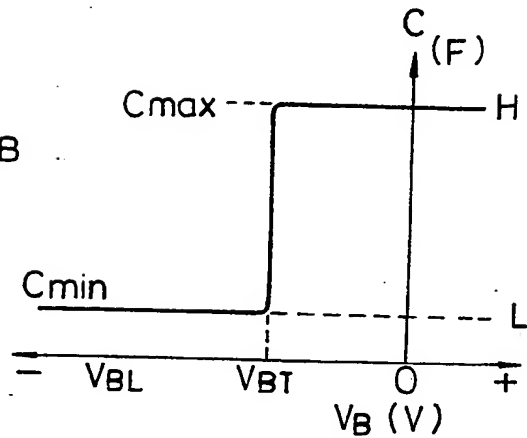 C
(F)
Cmax
H
B
Cmin
L
− VBL VBT 0 +
VB (V)